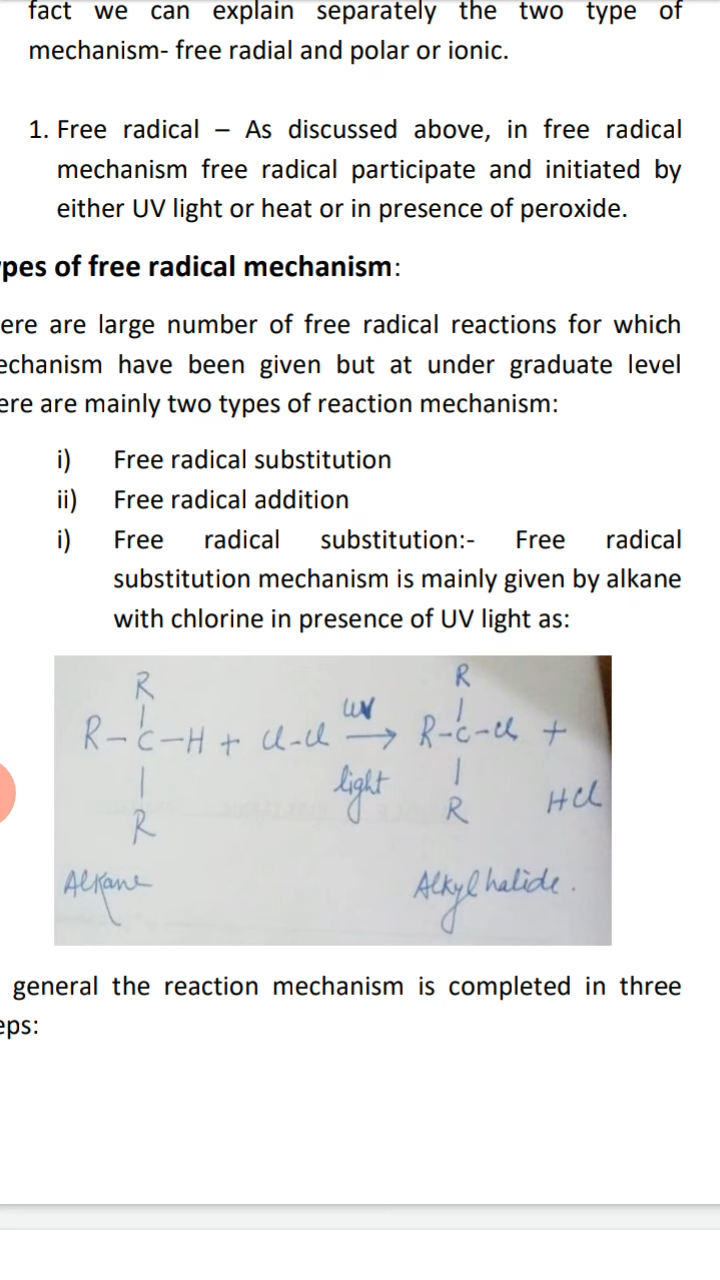 fact we can explain separately the two type of
mechanism- free radial and polar or ionic.
1. Free radical – As discussed above, in free radical
mechanism free radical participate and initiated by
either UV light or heat or in presence of peroxide.
pes of free radical mechanism:
ere are large number of free radical reactions for which
echanism have been given but at under graduate level
ere are mainly two types of reaction mechanism:
i) Free radical substitution
ii) Free radical addition
i) Free radical substitution:- Free radical
substitution mechanism is mainly given by alkane
with chlorine in presence of UV light as:
R R
R-C-H + Cl-Cl uv → R-C-Cl +
light
R R HCl
Alkane Alkyl halide.
general the reaction mechanism is completed in three
eps: